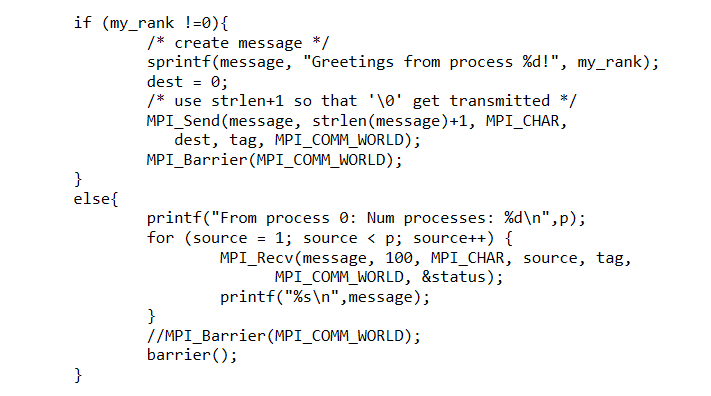 if (my_rank !=0){
        /* create message */
        sprintf(message, "Greetings from process %d!", my_rank);
        dest = 0;
        /* use strlen+1 so that '\0' get transmitted */
        MPI_Send(message, strlen(message)+1, MPI_CHAR,
           dest, tag, MPI_COMM_WORLD);
        MPI_Barrier(MPI_COMM_WORLD);
}
else{
        printf("From process 0: Num processes: %d\n",p);
        for (source = 1; source < p; source++) {
                MPI_Recv(message, 100, MPI_CHAR, source, tag,
                      MPI_COMM_WORLD, &status);
                printf("%s\n",message);
        }
        //MPI_Barrier(MPI_COMM_WORLD);
        barrier();
}